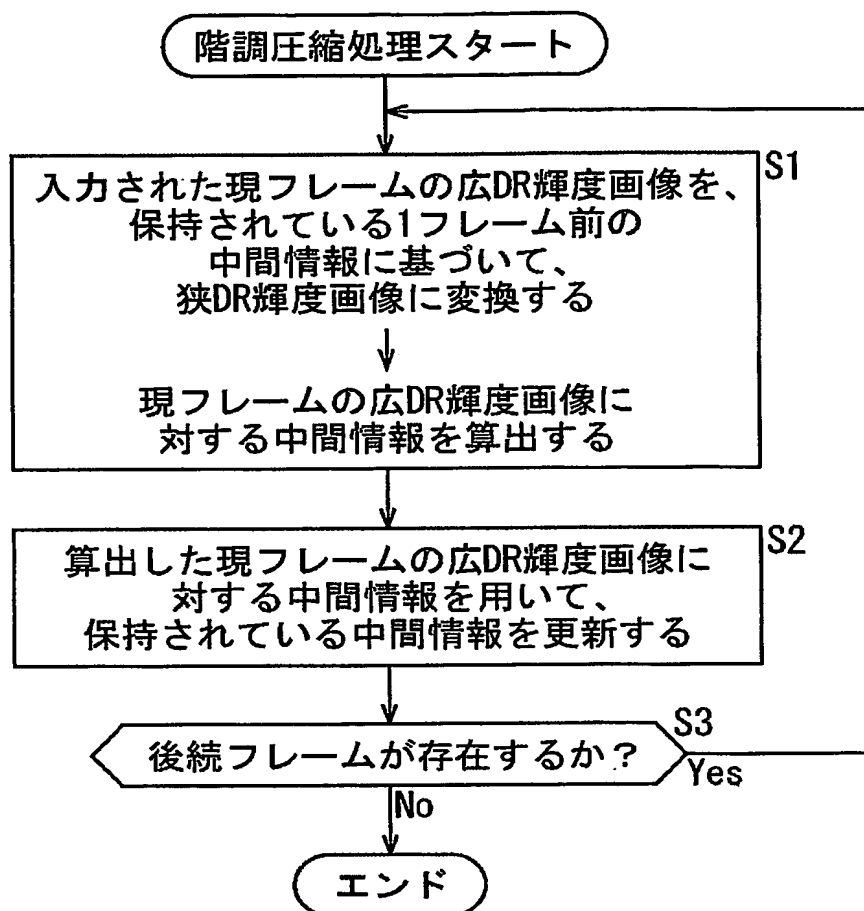 階調圧縮処理スタート
S1
入力された現フレームの広DR輝度画像を、
保持されている1フレーム前の
中間情報に基づいて、
狭DR輝度画像に変換する
現フレームの広DR輝度画像に
対する中間情報を算出する
S2
算出した現フレームの広DR輝度画像に
対する中間情報を用いて、
保持されている中間情報を更新する
S3
後続フレームが存在するか?
Yes
No
エンド